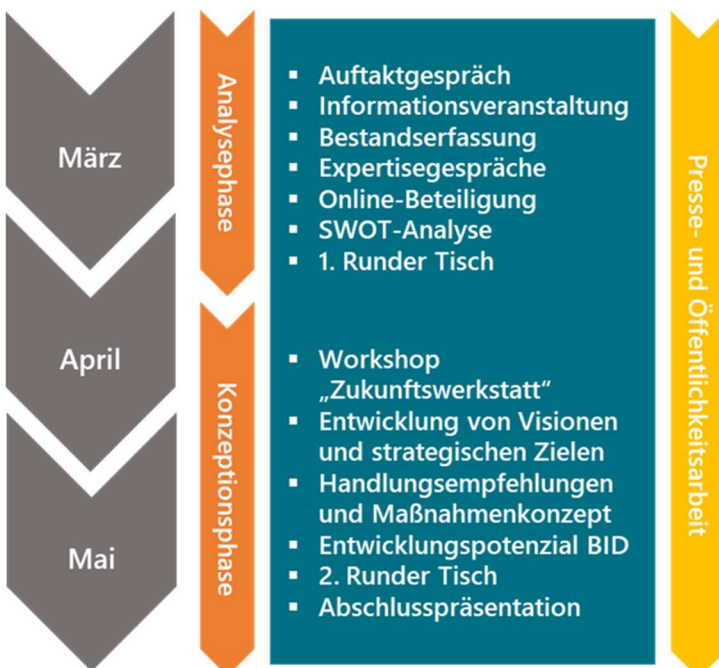 März
April
Mai
Analysephase
Konzeptionsphase
▪ Auftaktgespräch
▪ Informationsveranstaltung
▪ Bestandserfassung
▪ Expertisegespräche
▪ Online-Beteiligung
▪ SWOT-Analyse
▪ 1. Runder Tisch
▪ Workshop
„Zukunftswerkstatt“
▪ Entwicklung von Visionen
und strategischen Zielen
▪ Handlungsempfehlungen
und Maßnahmenkonzept
▪ Entwicklungspotenzial BID
▪ 2. Runder Tisch
▪ Abschlusspräsentation
Presse- und Öffentlichkeitsarbeit